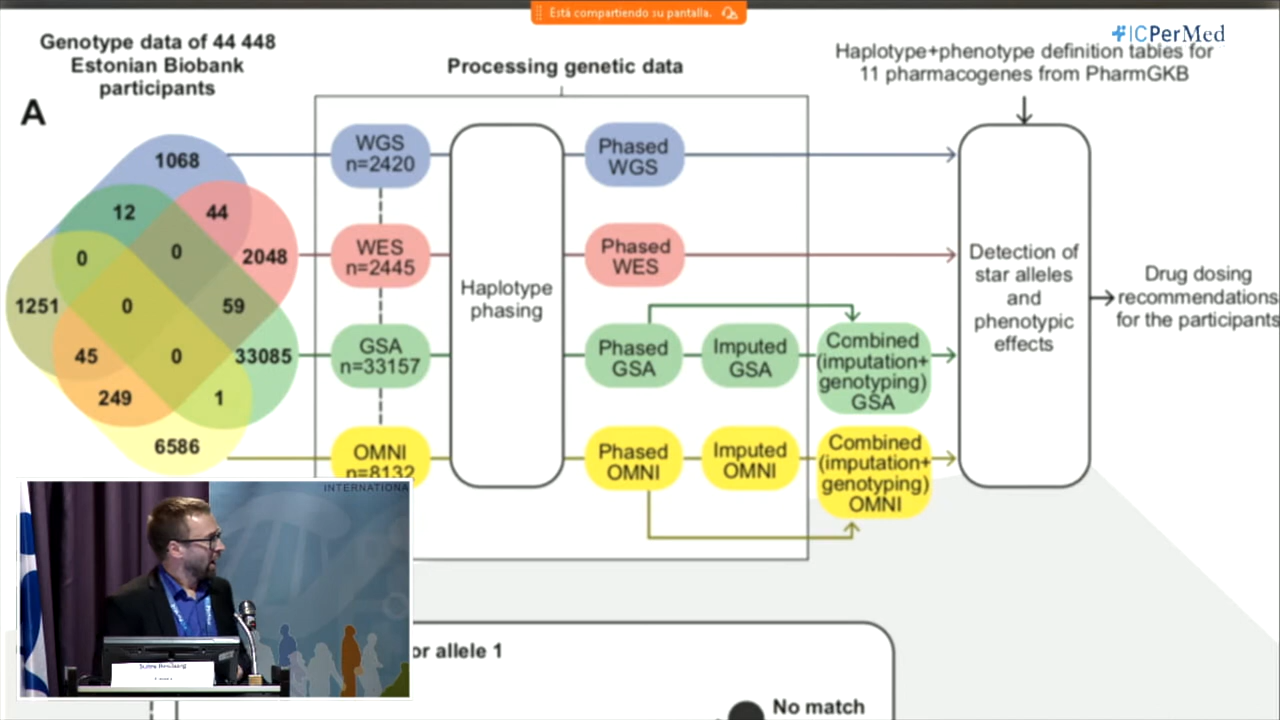 Está compartiendo su pantalla.
ICPerMed
Genotype data of 44 448
Estonian Biobank
participants
Processing genetic data
Haplotype+phenotype definition tables for
11 pharmacogenes from PharmGKB
A
1068
12
44
0
0
2048
1251
0
59
45
0
33085
249
1
6586
WGS
n=2420
WES
n=2445
GSA
n=33157
OMNI
n=8132
Haplotype
phasing
Phased
WGS
Phased
WES
Phased
GSA
Imputed
GSA
Combined
(imputation+
genotyping)
GSA
Phased
OMNI
Imputed
OMNI
Combined
(imputation+
genotyping)
OMNI
Detection of
star alleles
and
phenotypic
effects
Drug dosing
recommendations
for the participants
INTERNATIONA
or allele 1
No match